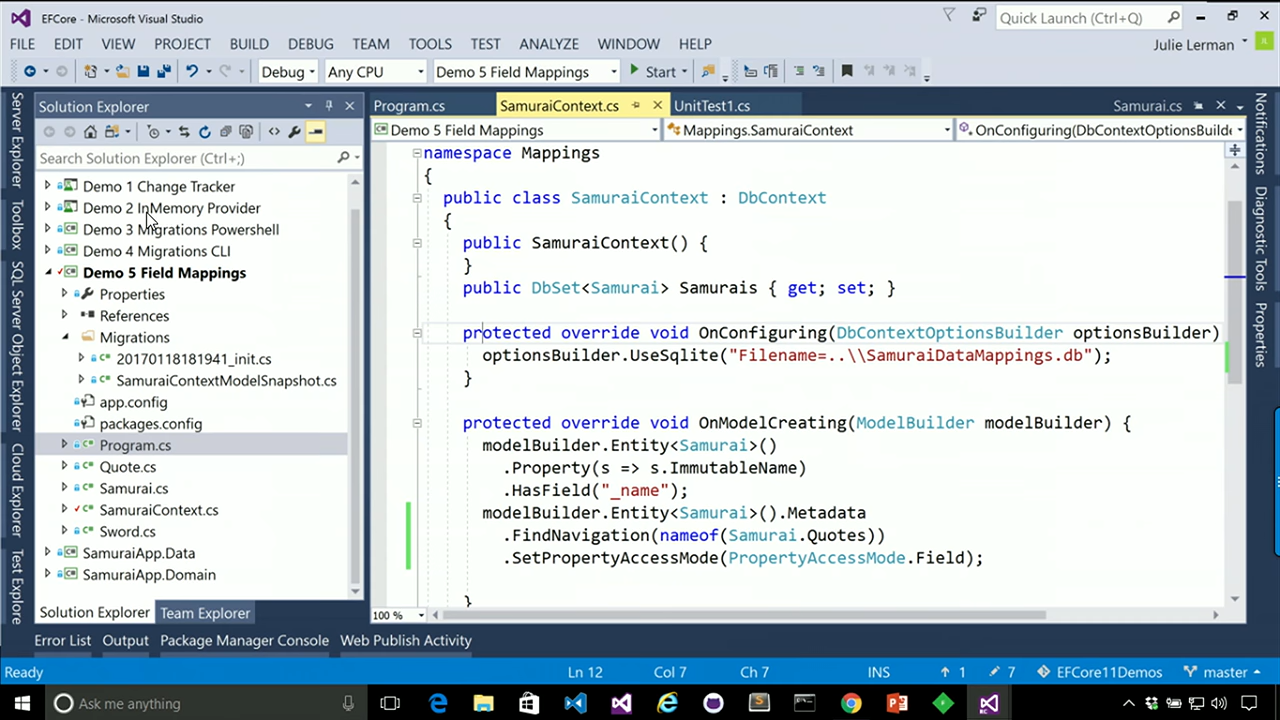 EFCore - Microsoft Visual Studio
Quick Launch (Ctrl+Q)
FILE EDIT VIEW PROJECT BUILD DEBUG TEAM TOOLS TEST ANALYZE WINDOW HELP
Julie Lerman
JL
Debug Any CPU Demo 5 Field Mappings Start
Server Explorer
Toolbox
SQL Server Object Explorer
Cloud Explorer
Test Explorer
Solution Explorer
Search Solution Explorer (Ctrl+;)
Demo 1 Change Tracker
Demo 2 InMemory Provider
Demo 3 Migrations Powershell
Demo 4 Migrations CLI
Demo 5 Field Mappings
Properties
References
Migrations
20170118181941_init.cs
SamuraiContextModelSnapshot.cs
app.config
packages.config
Program.cs
Quote.cs
Samurai.cs
SamuraiContext.cs
Sword.cs
SamuraiApp.Data
SamuraiApp.Domain
Solution Explorer Team Explorer
Program.cs SamuraiContext.cs UnitTest1.cs Samurai.cs
Demo 5 Field Mappings Mappings.SamuraiContext OnConfiguring(DbContextOptionsBuilde
namespace Mappings
{
public class SamuraiContext : DbContext
{
public SamuraiContext() {
}
public DbSet<Samurai> Samurais { get; set; }
protected override void OnConfiguring(DbContextOptionsBuilder optionsBuilder)
optionsBuilder.UseSqlite("Filename=..\\SamuraiDataMappings.db");
}
protected override void OnModelCreating(ModelBuilder modelBuilder) {
modelBuilder.Entity<Samurai>()
.Property(s => s.ImmutableName)
.HasField("_name");
modelBuilder.Entity<Samurai>().Metadata
.FindNavigation(nameof(Samurai.Quotes))
.SetPropertyAccessMode(PropertyAccessMode.Field);
}
100 %
Notifications
Diagnostic Tools
Properties
Error List Output Package Manager Console Web Publish Activity
Ready Ln 12 Col 7 Ch 7 INS 1 7 EFCore11Demos master
Ask me anything